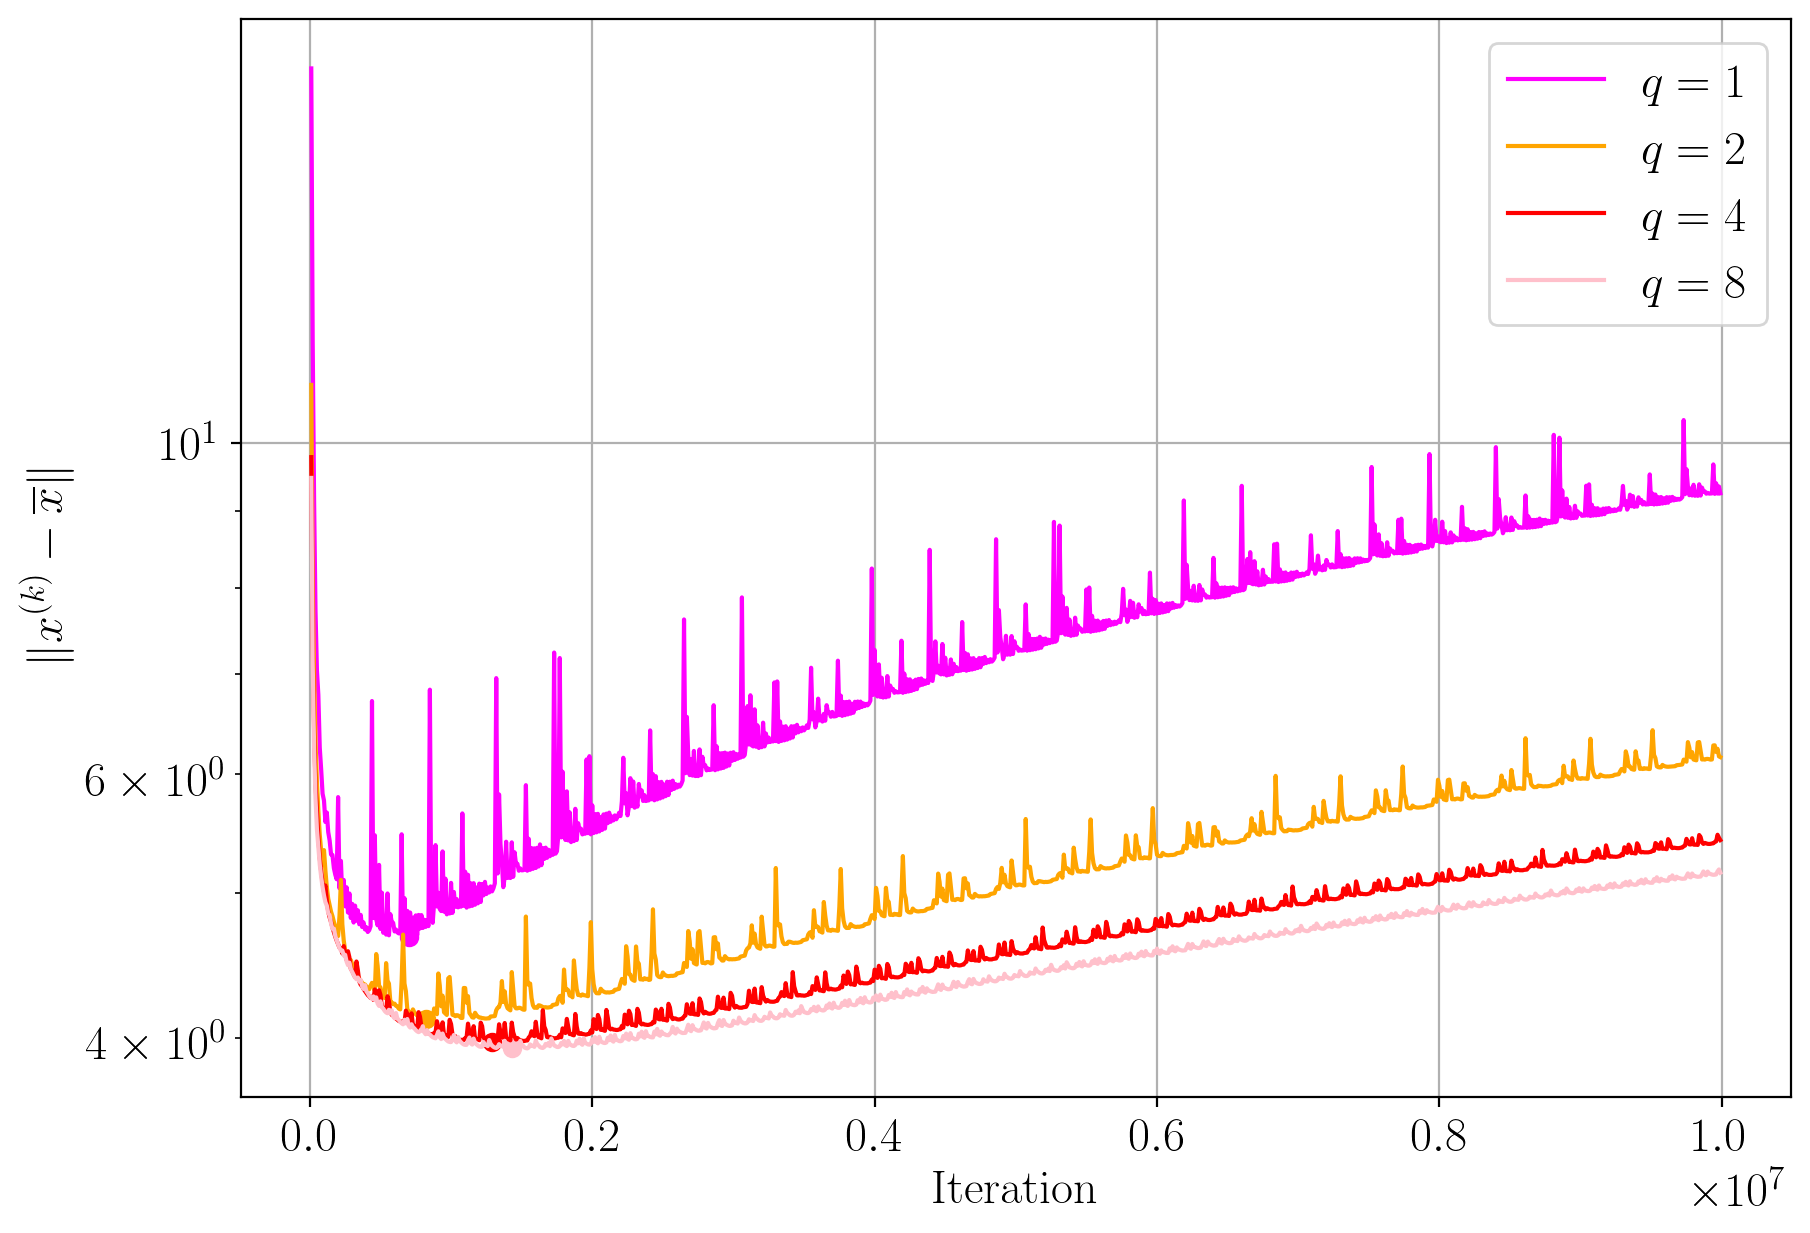 q = 1
q = 2
q = 4
q = 8
10^1
6 × 10^0
4 × 10^0
‖x^{(k)} − x̅‖
0.0 0.2 0.4 0.6 0.8 1.0
Iteration
×10^7